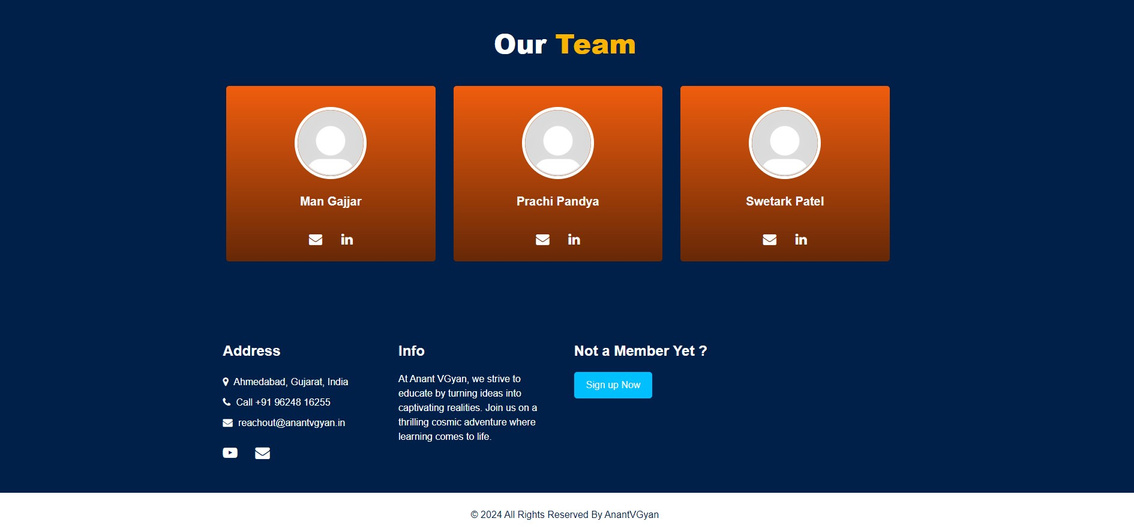 Our Team
Man Gajjar
Prachi Pandya
Swetark Patel
Address
Ahmedabad, Gujarat, India
Call +91 96248 16255
reachout@anantvgyan.in
Info
At Anant VGyan, we strive to
educate by turning ideas into
captivating realities. Join us on a
thrilling cosmic adventure where
learning comes to life.
Not a Member Yet ?
Sign up Now
© 2024 All Rights Reserved By AnantVGyan